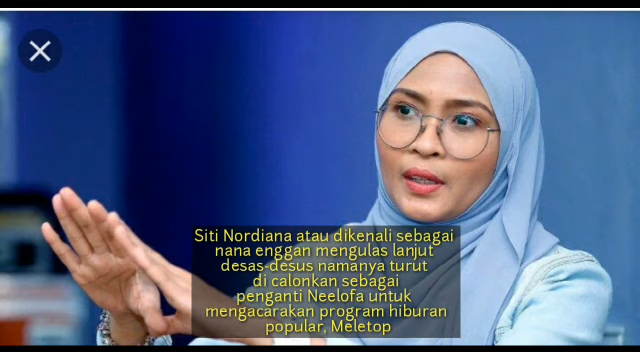 Siti Nordiana atau dikenali sebagai
nana enggan mengulas lanjut
desas-desus namanya turut
di calonkan sebagai
penganti Neelofa untuk
mengacarakan program hiburan
popular, Meletop